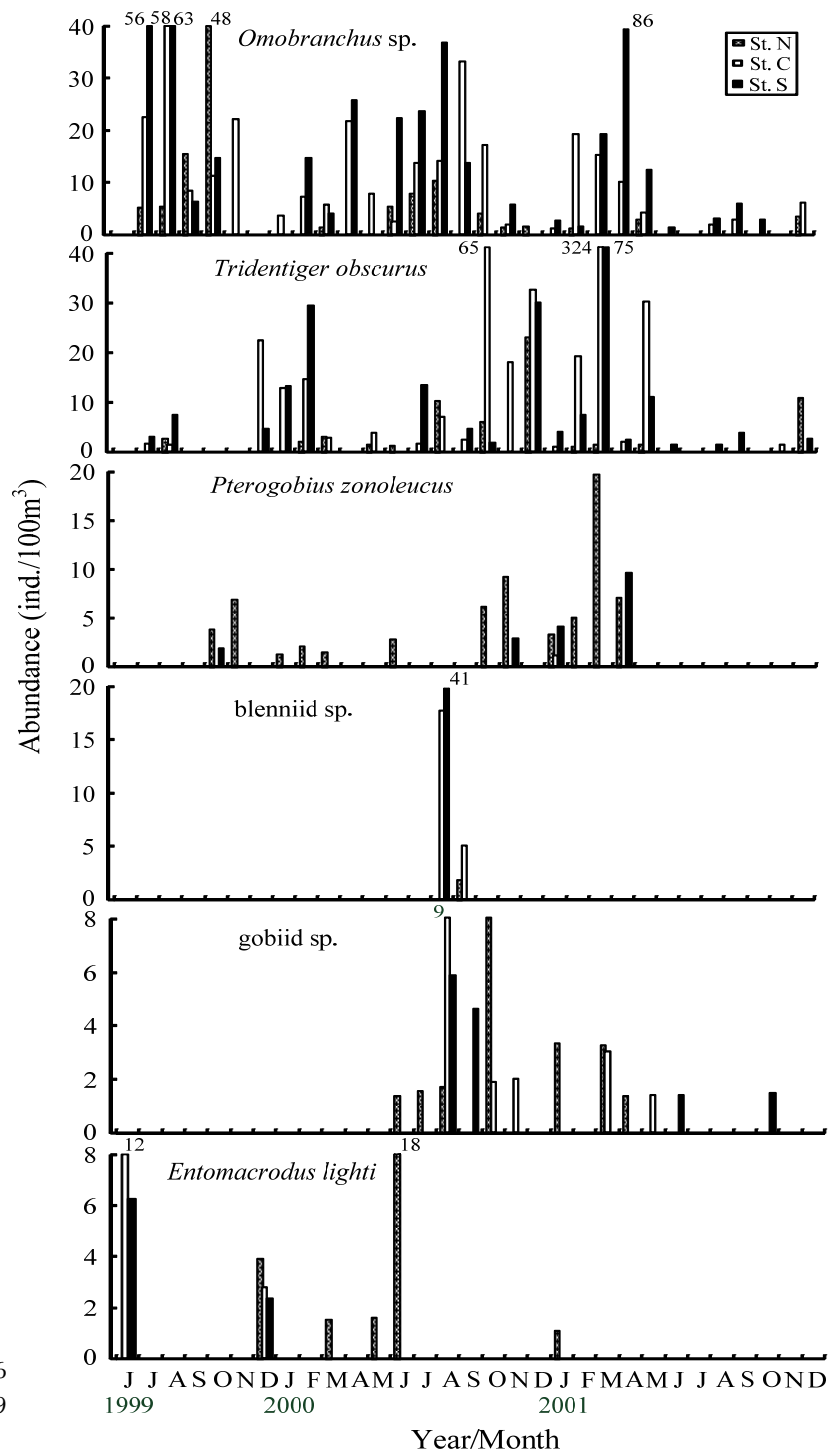 56 58 63 48 86
40
Omobranchus sp.
St. N
St. C
St. S
30
20
10
0
65 324 75
40
Tridentiger obscurus
30
20
10
0
20
Pterogobius zonoleucus
15
10
5
0
Abundance (ind./100m³)
41
20
blenniid sp.
15
10
5
0
9
8
gobiid sp.
6
4
2
0
12 18
8
Entomacrodus lighti
6
4
2
0
6
9
J J A S O N D J F M A M J J A S O N D J F M A M J J A S O N D
1999 2000 2001
Year/Month